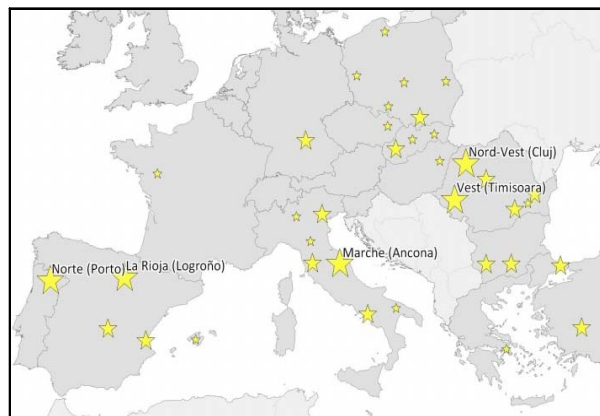 Nord-Vest (Cluj)
Vest (Timisoara)
Marche (Ancona)
Norte (Porto) La Rioja (Logroño)